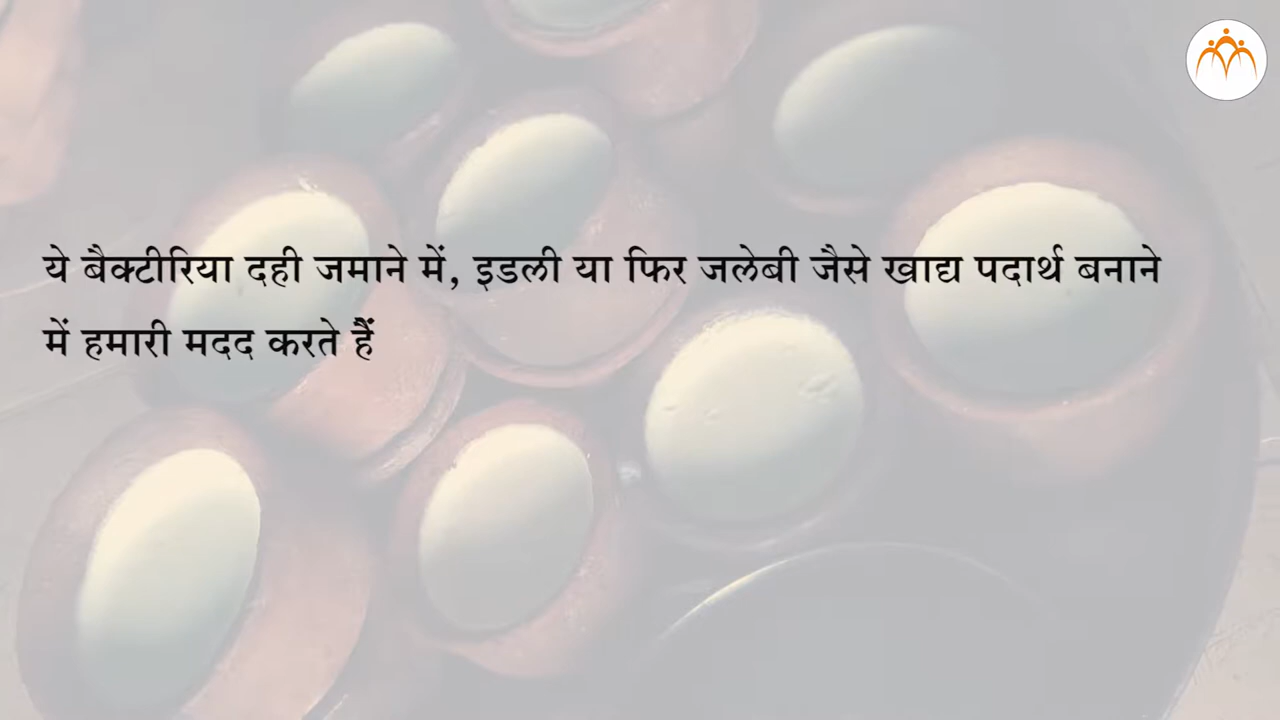 ये बैक्टीरिया दही जमाने में, इडली या फिर जलेबी जैसे खाद्य पदार्थ बनाने
में हमारी मदद करते हैं